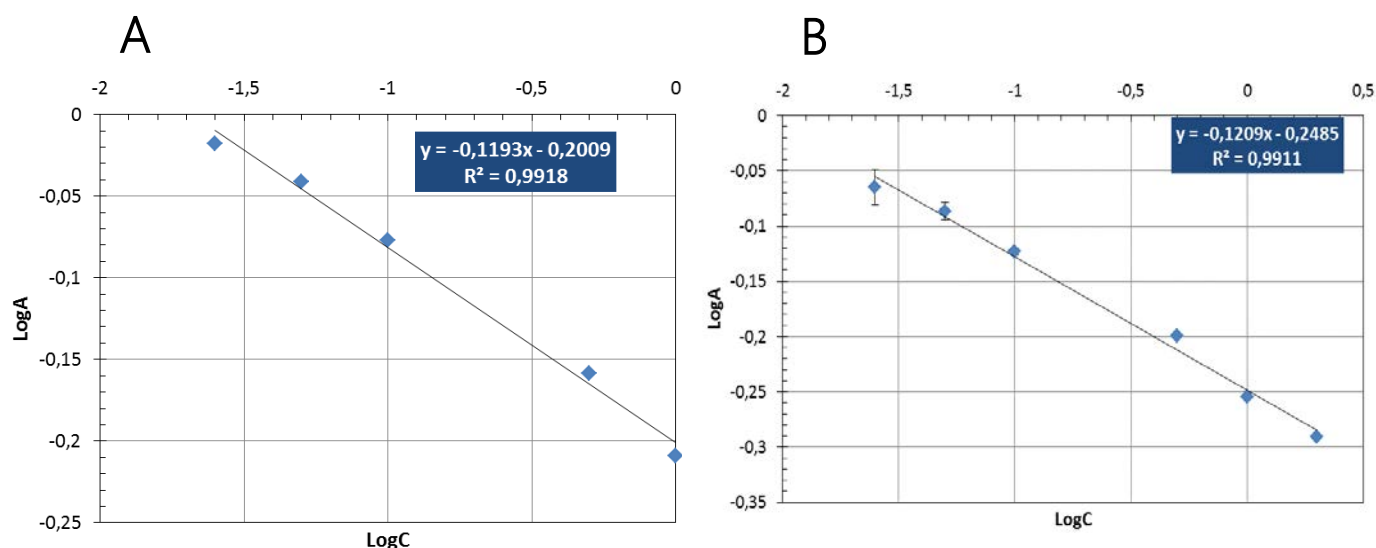 A
-2 -1,5 -1 -0,5 0
0
-0,05
-0,1
-0,15
-0,2
-0,25
LogA
y = -0,1193x - 0,2009
R² = 0,9918
LogC
B
-2 -1,5 -1 -0,5 0 0,5
0
-0,05
-0,1
-0,15
-0,2
-0,25
-0,3
-0,35
LogA
y = -0,1209x - 0,2485
R² = 0,9911
LogC